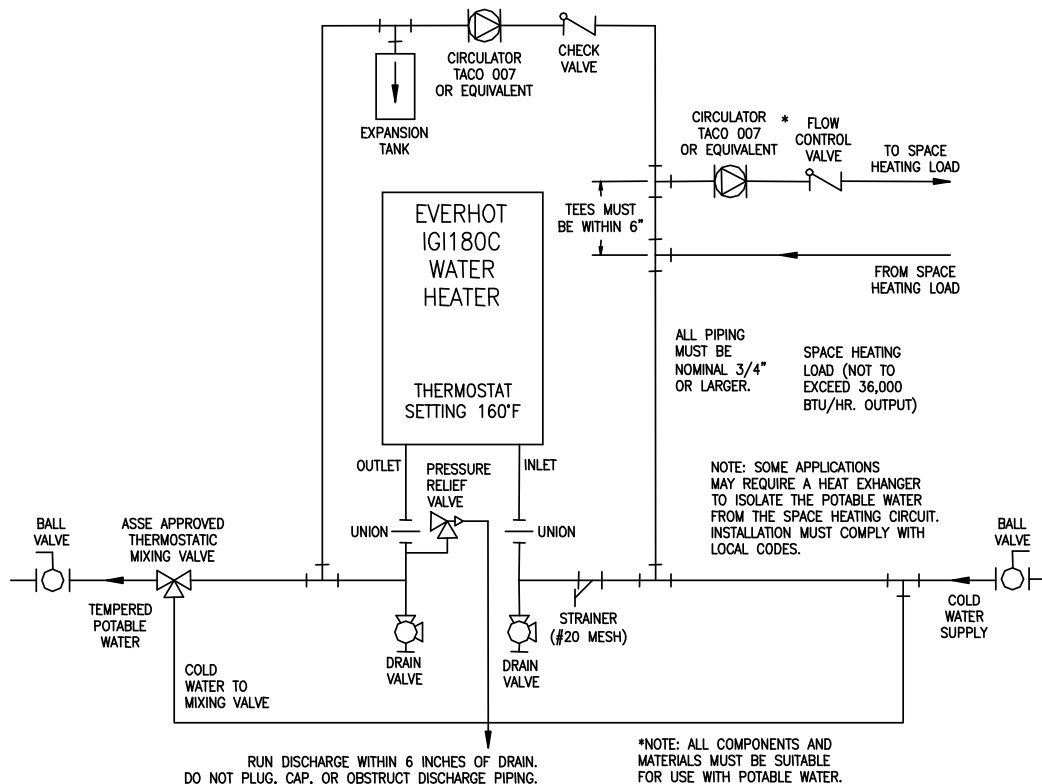 CIRCULATOR
TACO 007
OR EQUIVALENT
CHECK
VALVE
EXPANSION
TANK
CIRCULATOR *
TACO 007
OR EQUIVALENT
FLOW
CONTROL
VALVE
TO SPACE
HEATING LOAD
TEES MUST
BE WITHIN 6"
FROM SPACE
HEATING LOAD
EVERHOT
IGI180C
WATER
HEATER
THERMOSTAT
SETTING 160°F
ALL PIPING
MUST BE
NOMINAL 3/4"
OR LARGER.
SPACE HEATING
LOAD (NOT TO
EXCEED 36,000
BTU/HR. OUTPUT)
OUTLET
PRESSURE
RELIEF
VALVE
INLET
UNION
UNION
NOTE: SOME APPLICATIONS
MAY REQUIRE A HEAT EXHANGER
TO ISOLATE THE POTABLE WATER
FROM THE SPACE HEATING CIRCUIT.
INSTALLATION MUST COMPLY WITH
LOCAL CODES.
BALL
VALVE
ASSE APPROVED
THERMOSTATIC
MIXING VALVE
BALL
VALVE
TEMPERED
POTABLE
WATER
STRAINER
(#20 MESH)
COLD
WATER
SUPPLY
DRAIN
VALVE
DRAIN
VALVE
COLD
WATER TO
MIXING VALVE
RUN DISCHARGE WITHIN 6 INCHES OF DRAIN.
DO NOT PLUG, CAP, OR OBSTRUCT DISCHARGE PIPING.
*NOTE: ALL COMPONENTS AND
MATERIALS MUST BE SUITABLE
FOR USE WITH POTABLE WATER.